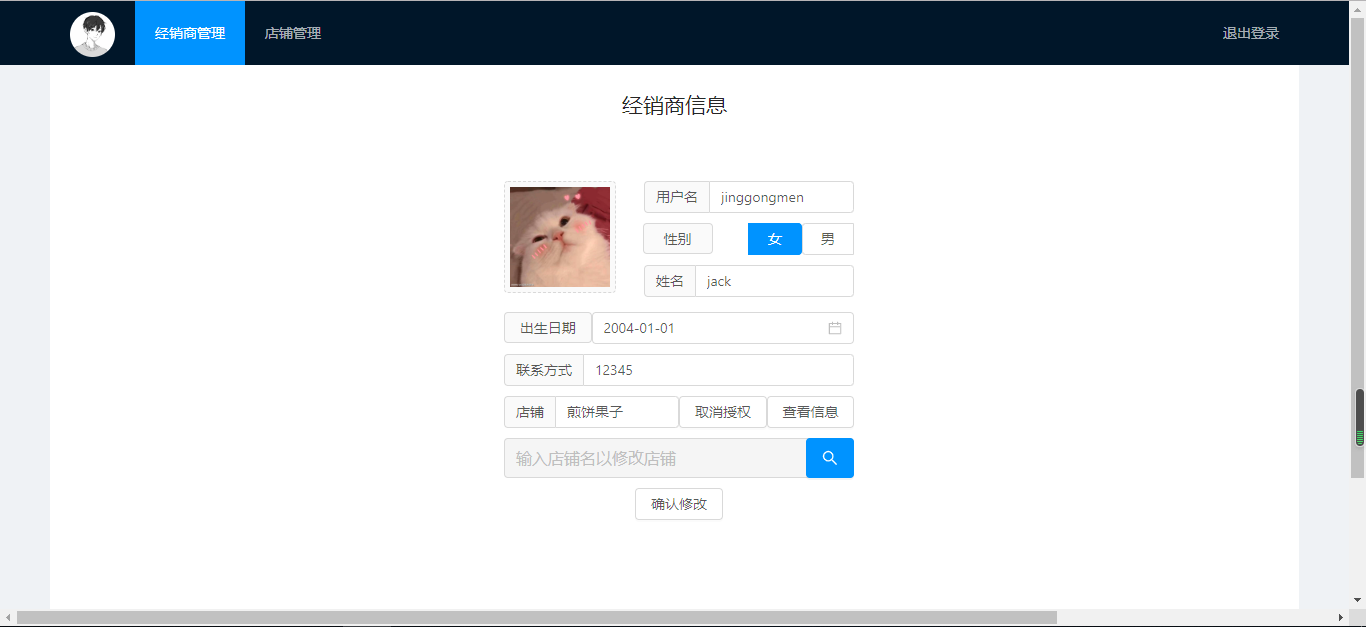 经销商管理 店铺管理 退出登录
经销商信息
用户名 jinggongmen
性别 女 男
姓名 jack
出生日期 2004-01-01
联系方式 12345
店铺 煎饼果子 取消授权 查看信息
输入店铺名以修改店铺
确认修改